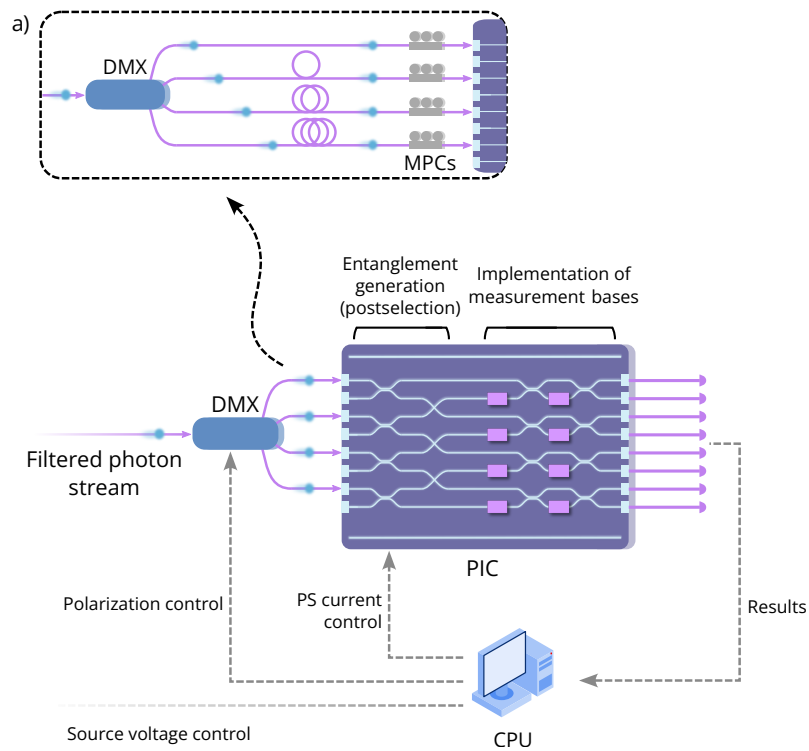 a)
DMX
MPCs
Entanglement
generation
(postselection)
Implementation of
measurement bases
DMX
Filtered photon
stream
PIC
Polarization control
PS current
control
Results
Source voltage control
CPU